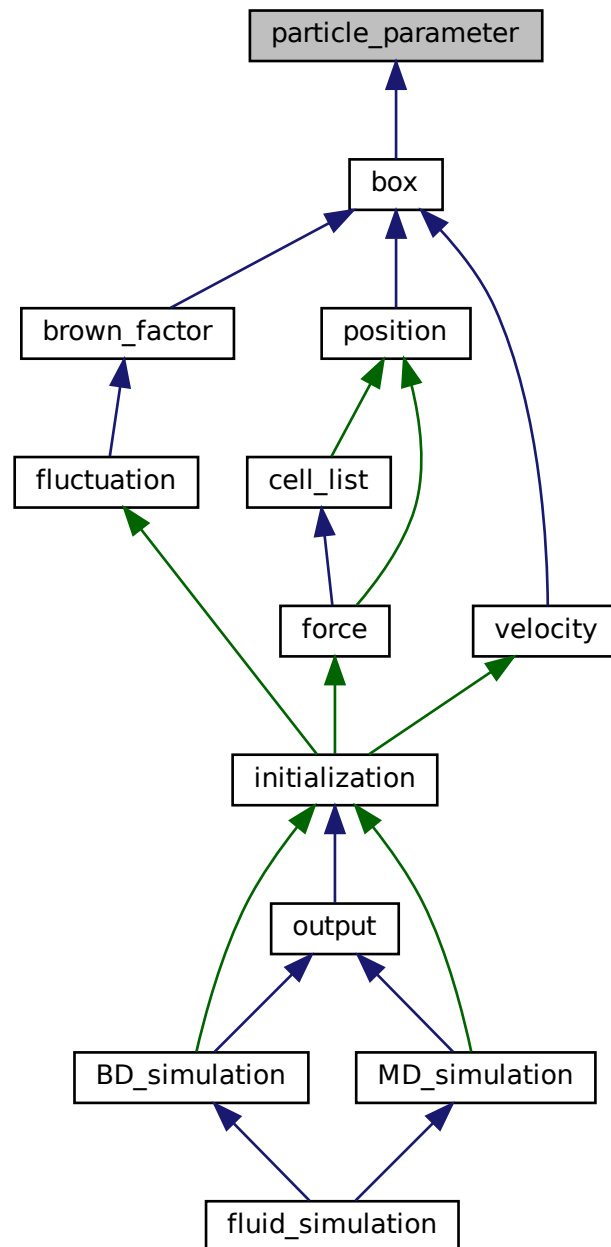 particle_parameter
box
brown_factor
position
fluctuation
cell_list
force
velocity
initialization
output
BD_simulation
MD_simulation
fluid_simulation